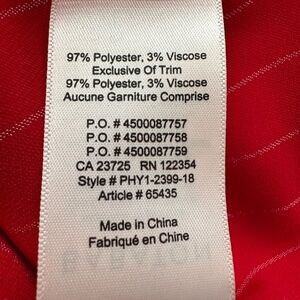 97% Polyester, 3% Viscose
Exclusive Of Trim
97% Polyester, 3% Viscose
Aucune Garniture Comprise
P.O. # 4500087757
P.O. # 4500087758
P.O. # 4500087759
CA 23725 RN 122354
Style # PHY1-2399-18
Article # 65435
Made in China
Fabriqué en Chine